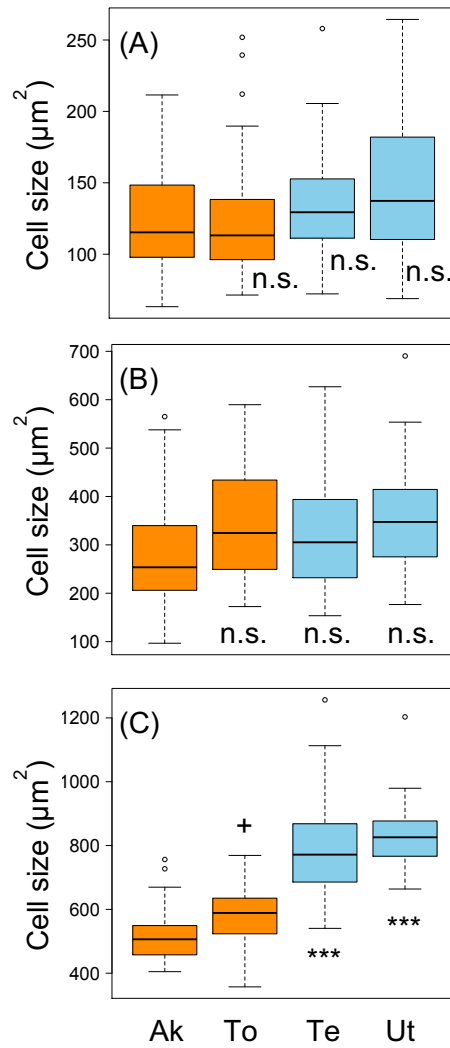 (A)
Cell size (µm²)
250
200
150
100
n.s.
n.s.
n.s.
(B)
Cell size (µm²)
700
600
500
400
300
200
100
n.s.
n.s.
n.s.
(C)
Cell size (µm²)
1200
1000
800
600
400
+
***
***
Ak To Te Ut